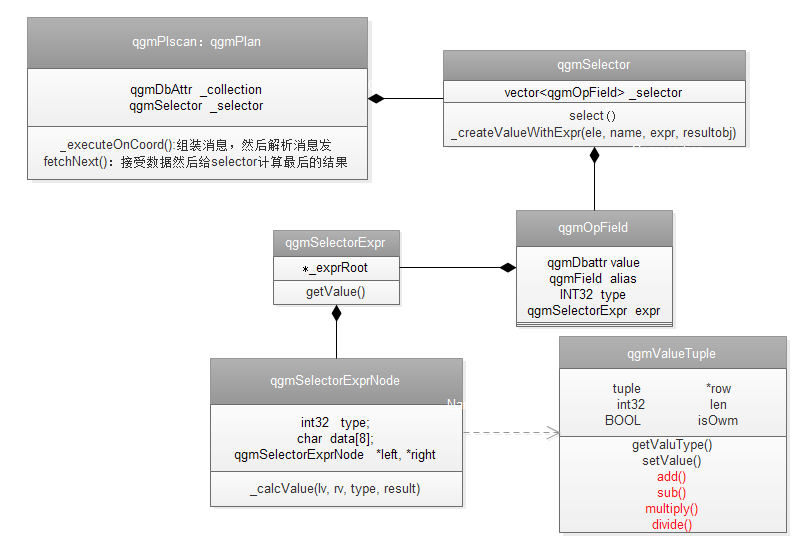 qgmPlscan：qgmPlan
qgmDbAttr _collection
qgmSelector _selector
_executeOnCoord():组装消息，然后解析消息发
fetchNext()：接受数据然后给selector计算最后的结果
qgmSelector
vector<qgmOpField> _selector
select()
_createValueWithExpr(ele, name, expr, resultobj)
qgmOpField
qgmDbattr value
qgmField alias
INT32 type
qgmSelectorExpr expr
qgmSelectorExpr
*_exprRoot
getValue()
qgmSelectorExprNode
int32 type;
char data[8];
qgmSelectorExprNode *left, *right
_calcValue(lv, rv, type, result)
qgmValueTuple
tuple *row
int32 len
BOOL isOwm
getValuType()
setValue()
add()
sub()
multiply()
divide()